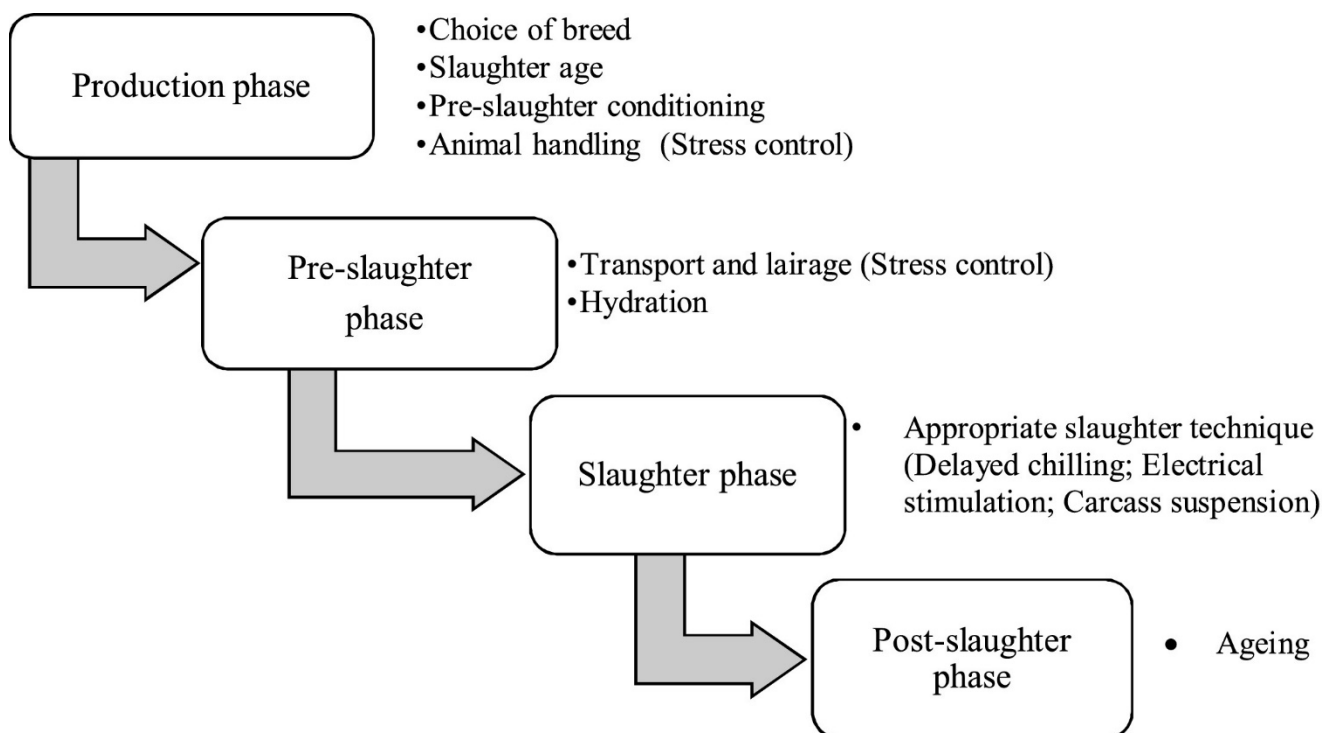 Production phase
•Choice of breed
•Slaughter age
•Pre-slaughter conditioning
•Animal handling (Stress control)
Pre-slaughter
phase
•Transport and lairage (Stress control)
•Hydration
Slaughter phase
• Appropriate slaughter technique
(Delayed chilling; Electrical
stimulation; Carcass suspension)
Post-slaughter
phase
• Ageing